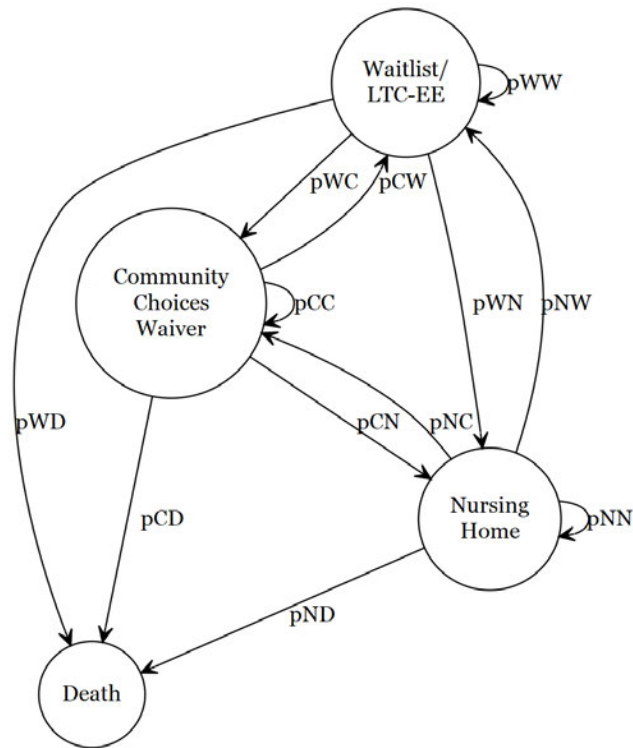 Waitlist/
LTC-EE
pWW
pWC
pCW
Community
Choices
Waiver
pCC
pWN
pNW
pWD
pCN
pNC
Nursing
Home
pNN
pCD
pND
Death